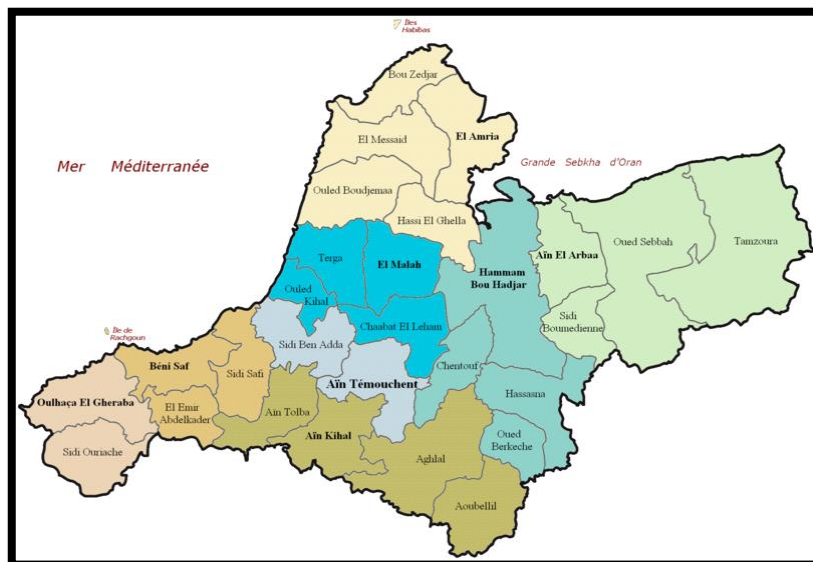 Îles
Habibas
Bou Zedjar
El Messaid
El Amria
Mer Méditerranée
Grande Sebkha d'Oran
Ouled Boudjemaa
Hassi El Ghella
Tamzoura
Oued Sebbah
Aïn El Arbaa
Terga
El Malah
Hammam
Bou Hadjar
Ouled
Kihal
Sidi
Boumedienne
Chaabat El Leham
Île de
Rachgoun
Sidi Ben Adda
Béni Saf
Sidi Safi
Chentouf
Aïn Témouchent
Hassasna
Oulhaça El Gheraba
El Emir
Abdelkader
Aïn Tolba
Aïn Kihal
Oued
Berkeche
Sidi Ouriache
Aghlal
Aoubellil